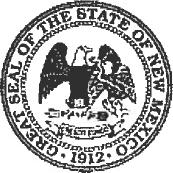 GREAT SEAL OF THE STATE OF NEW MEXICO
· 1912 ·